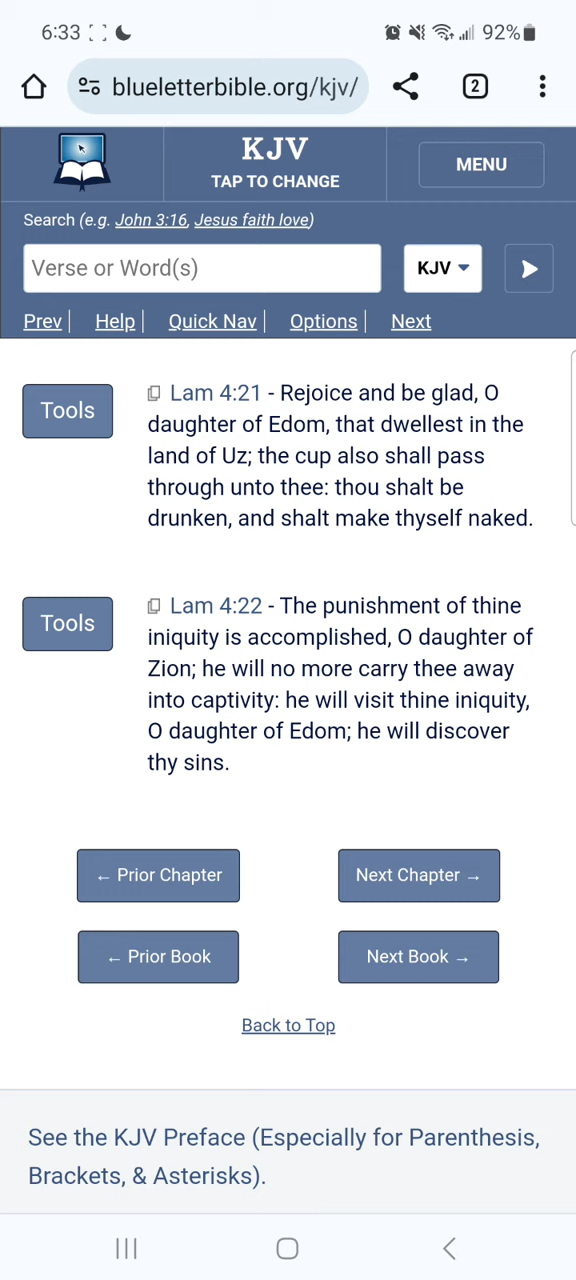 6:33
92%
blueletterbible.org/kjv/
2
KJV
TAP TO CHANGE
MENU
Search (e.g. John 3:16, Jesus faith love)
Verse or Word(s)
KJV
Prev | Help | Quick Nav | Options | Next
Tools
Lam 4:21 - Rejoice and be glad, O
daughter of Edom, that dwellest in the
land of Uz; the cup also shall pass
through unto thee: thou shalt be
drunken, and shalt make thyself naked.
Tools
Lam 4:22 - The punishment of thine
iniquity is accomplished, O daughter of
Zion; he will no more carry thee away
into captivity: he will visit thine iniquity,
O daughter of Edom; he will discover
thy sins.
← Prior Chapter
Next Chapter →
← Prior Book
Next Book →
Back to Top
See the KJV Preface (Especially for Parenthesis,
Brackets, & Asterisks).